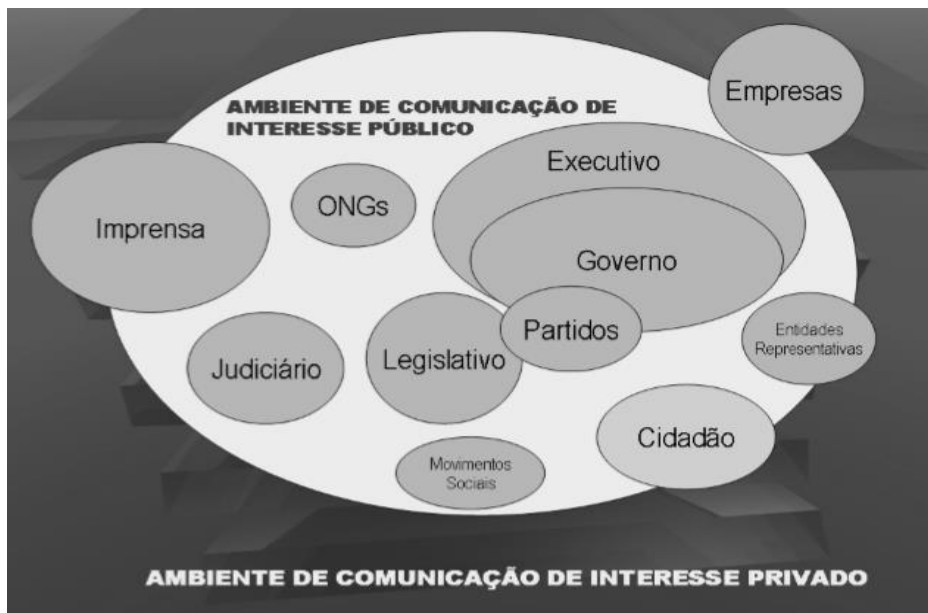 Empresas
AMBIENTE DE COMUNICAÇÃO DE
INTERESSE PÚBLICO
Executivo
Imprensa
ONGs
Governo
Partidos
Entidades
Representativas
Judiciário
Legislativo
Cidadão
Movimentos
Sociais
AMBIENTE DE COMUNICAÇÃO DE INTERESSE PRIVADO